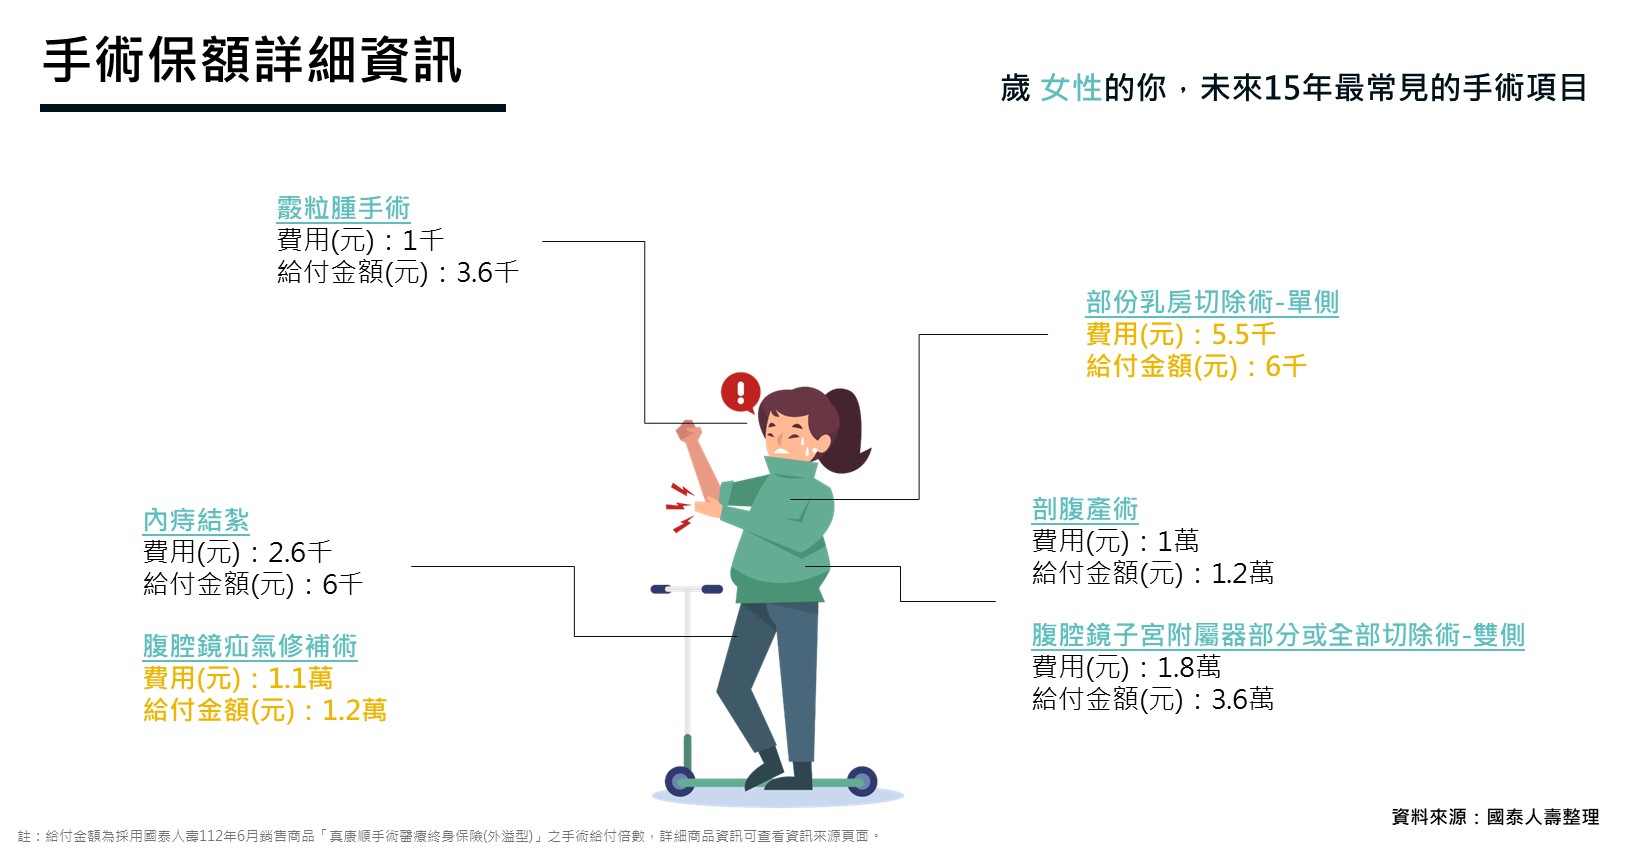 手術保額詳細資訊
歲 女性的你，未來15年最常見的手術項目
霰粒腫手術
費用(元)：1千
給付金額(元)：3.6千
部份乳房切除術-單側
費用(元)：5.5千
給付金額(元)：6千
內痔結紮
費用(元)：2.6千
給付金額(元)：6千
腹腔鏡疝氣修補術
費用(元)：1.1萬
給付金額(元)：1.2萬
剖腹產術
費用(元)：1萬
給付金額(元)：1.2萬
腹腔鏡子宮附屬器部分或全部切除術-雙側
費用(元)：1.8萬
給付金額(元)：3.6萬
資料來源：國泰人壽整理
註：給付金額為採用國泰人壽112年6月銷售商品「真康順手術醫療終身保險(外溢型)」之手術給付倍數，詳細商品資訊可查看資訊來源頁面。